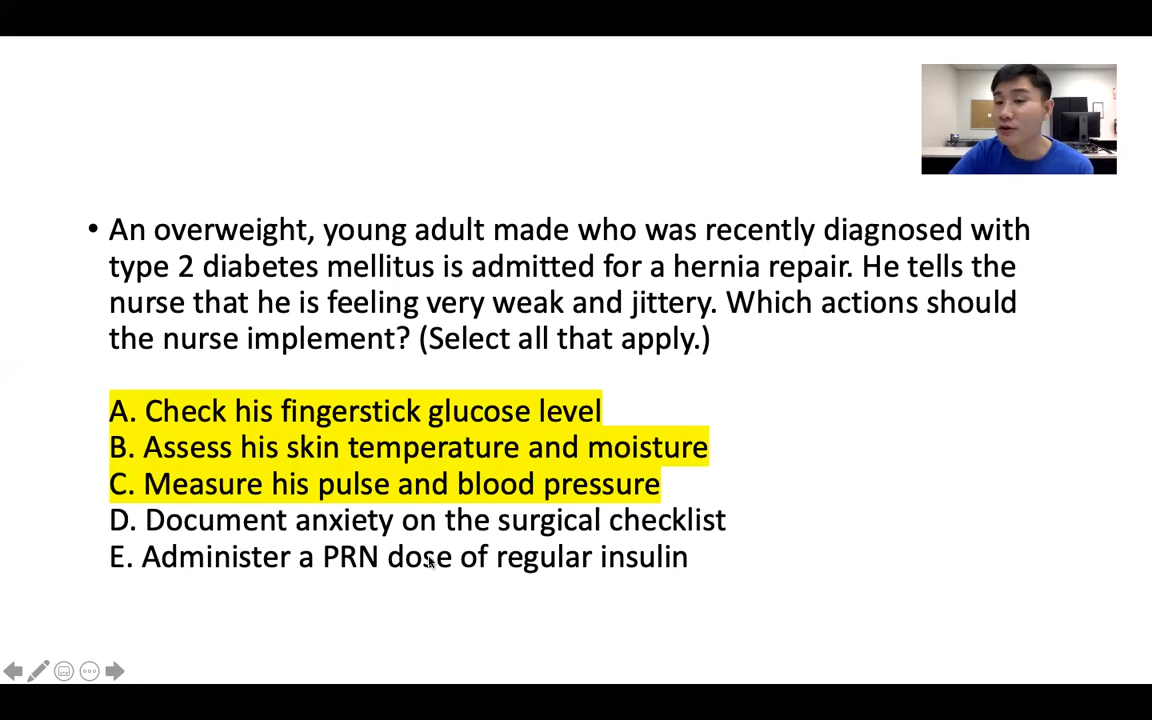 • An overweight, young adult made who was recently diagnosed with
type 2 diabetes mellitus is admitted for a hernia repair. He tells the
nurse that he is feeling very weak and jittery. Which actions should
the nurse implement? (Select all that apply.)
A. Check his fingerstick glucose level
B. Assess his skin temperature and moisture
C. Measure his pulse and blood pressure
D. Document anxiety on the surgical checklist
E. Administer a PRN dose of regular insulin